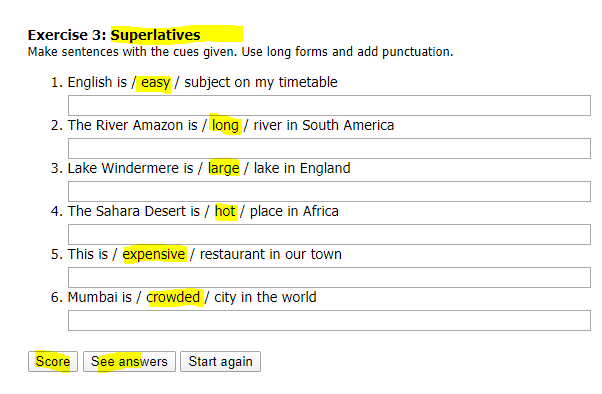 Exercise 3: Superlatives
Make sentences with the cues given. Use long forms and add punctuation.
1. English is / easy / subject on my timetable
2. The River Amazon is / long / river in South America
3. Lake Windermere is / large / lake in England
4. The Sahara Desert is / hot / place in Africa
5. This is / expensive / restaurant in our town
6. Mumbai is / crowded / city in the world
Score See answers Start again